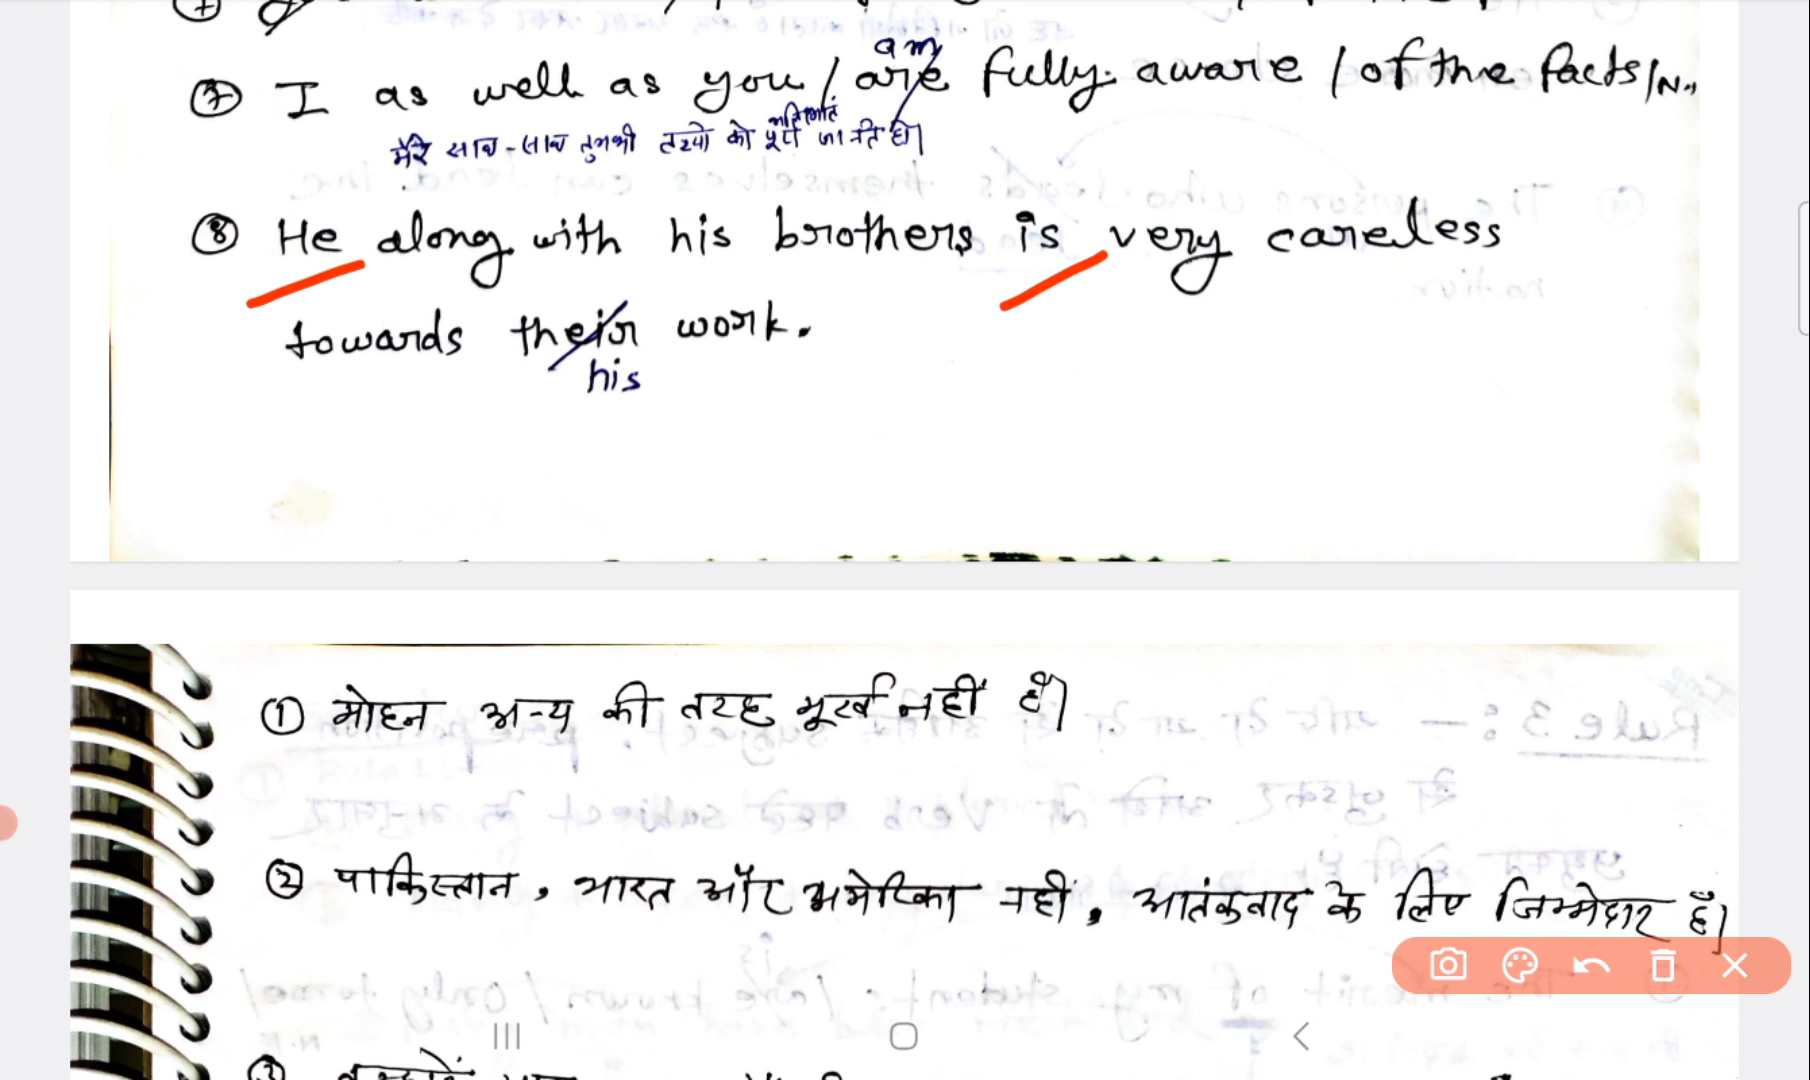 am
⑦ I as well as you / are fully aware / of the facts / N..
मेरे साथ-साथ तुम भी तथ्यो को पूर्ण जानते हो।
⑧ He along with his brothers is very careless
towards their work.
his
① मोहन अन्य की तरह मूर्ख नहीं है।
② पाकिस्तान, भारत और अमेरिका नहीं, आतंकवाद के लिए जिम्मेदार है।
③